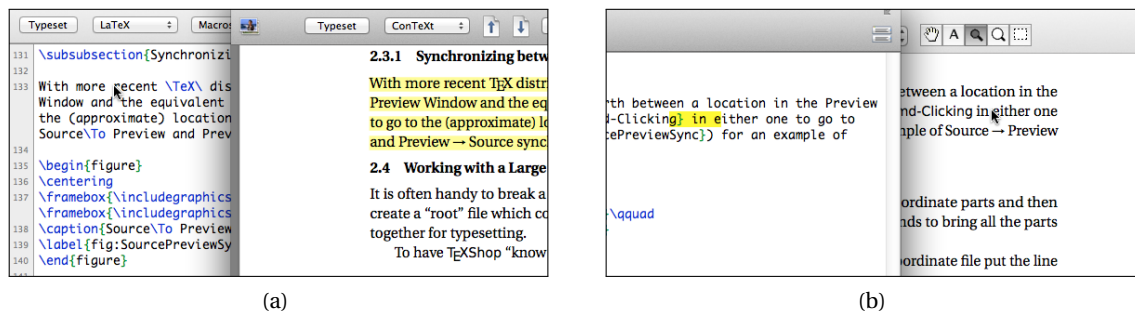 Typeset LaTeX Macros
131 \subsubsection{Synchronizi
132
133 With more recent \TeX\ dis
Window and the equivalent
the (approximate) location
Source\To Preview and Prev
134
135 \begin{figure}
136 \centering
137 \framebox{\includegraphics
\framebox{\includegraphics
138 \caption{Source\To Preview
139 \label{fig:SourcePreviewSy
140 \end{figure}
141
Typeset ConTeXt
2.3.1 Synchronizing betw
With more recent TEX distr
Preview Window and the eq
to go to the (approximate) lo
and Preview → Source sync
2.4 Working with a Large
It is often handy to break a
create a “root” file which co
together for typesetting.
To have TEXShop “know
(a)
rth between a location in the Preview
d-Clicking} in either one to go to
cePreviewSync}) for an example of
}\qquad
A
etween a location in the
nd-Clicking in either one
mple of Source → Preview
ordinate parts and then
nds to bring all the parts
oordinate file put the line
(b)